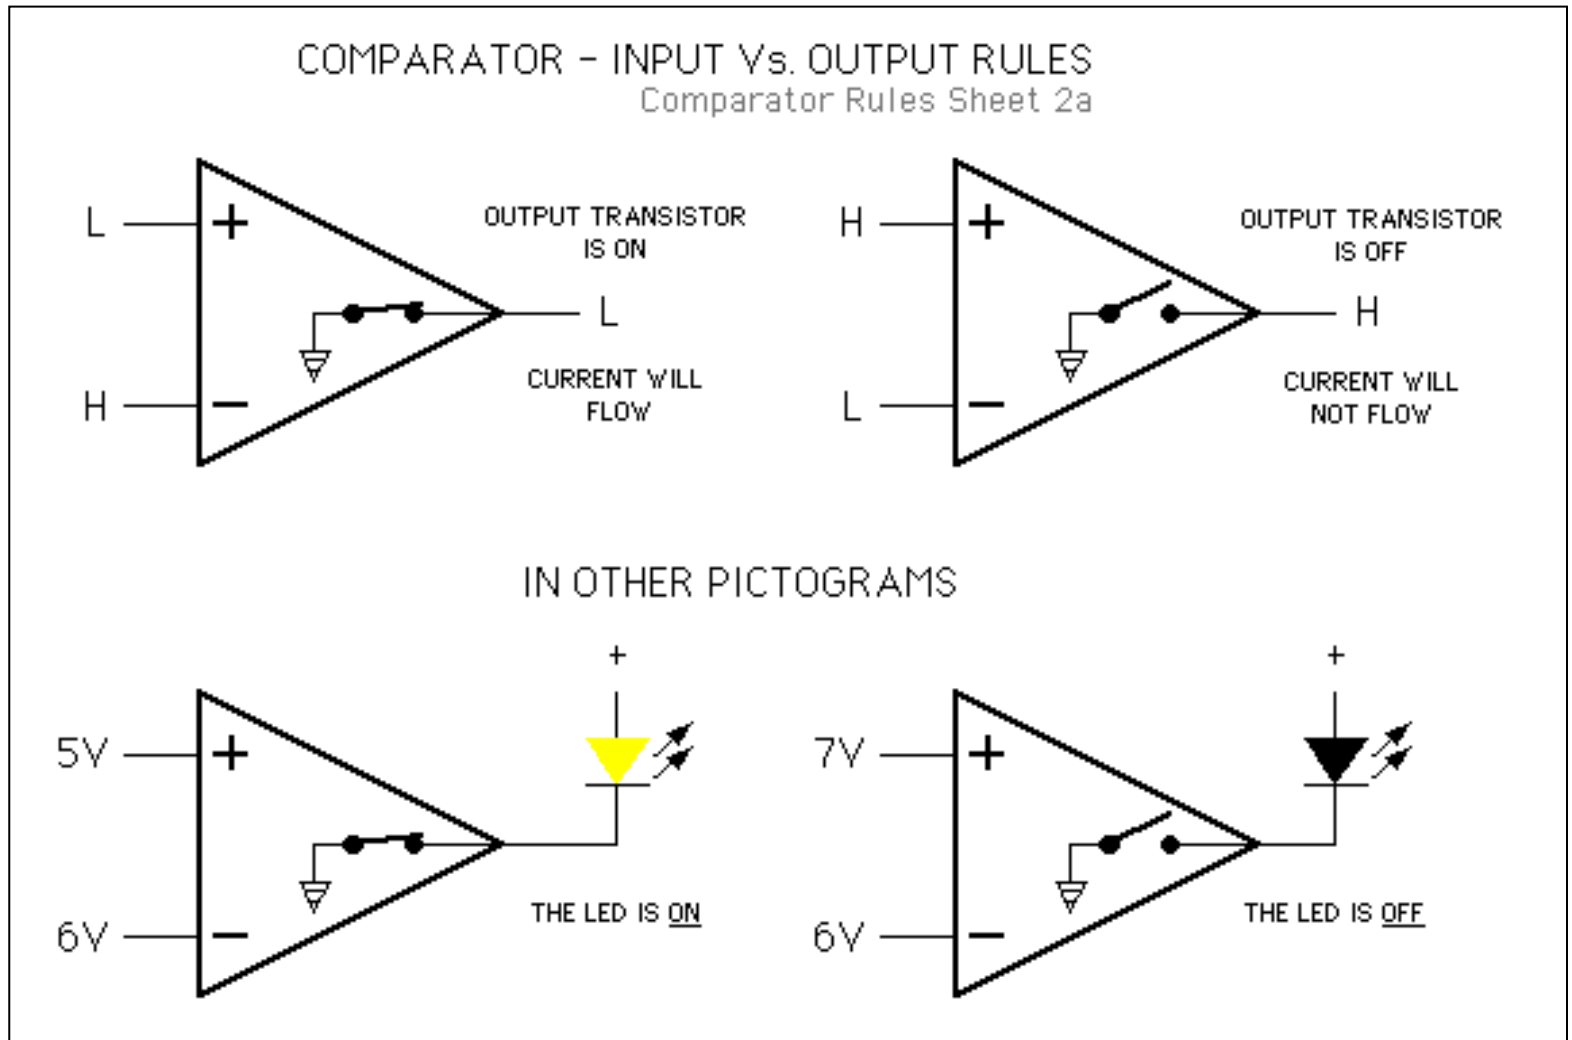 COMPARATOR - INPUT Vs. OUTPUT RULES
Comparator Rules Sheet 2a
L
+
OUTPUT TRANSISTOR
IS ON
L
CURRENT WILL
FLOW
H
−
H
+
OUTPUT TRANSISTOR
IS OFF
H
CURRENT WILL
NOT FLOW
L
−
IN OTHER PICTOGRAMS
+
5V
+
THE LED IS ON
6V
−
+
7V
+
THE LED IS OFF
6V
−